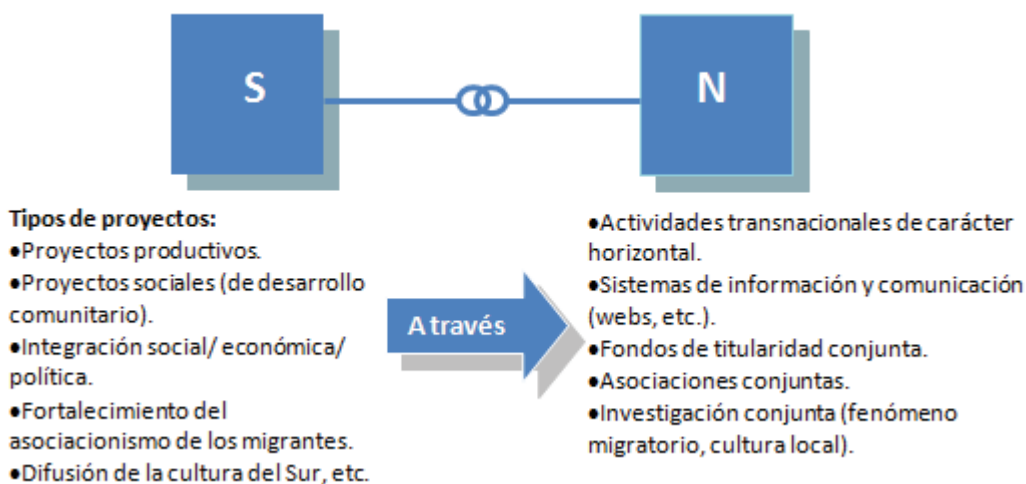 S
N
Tipos de proyectos:
●Proyectos productivos.
●Proyectos sociales (de desarrollo
comunitario).
●Integración social/ económica/
política.
●Fortalecimiento del
asociacionismo de los migrantes.
●Difusión de la cultura del Sur, etc.
A través
●Actividades transnacionales de carácter
horizontal.
●Sistemas de información y comunicación
(webs, etc.).
●Fondos de titularidad conjunta.
●Asociaciones conjuntas.
●Investigación conjunta (fenómeno
migratorio, cultura local).